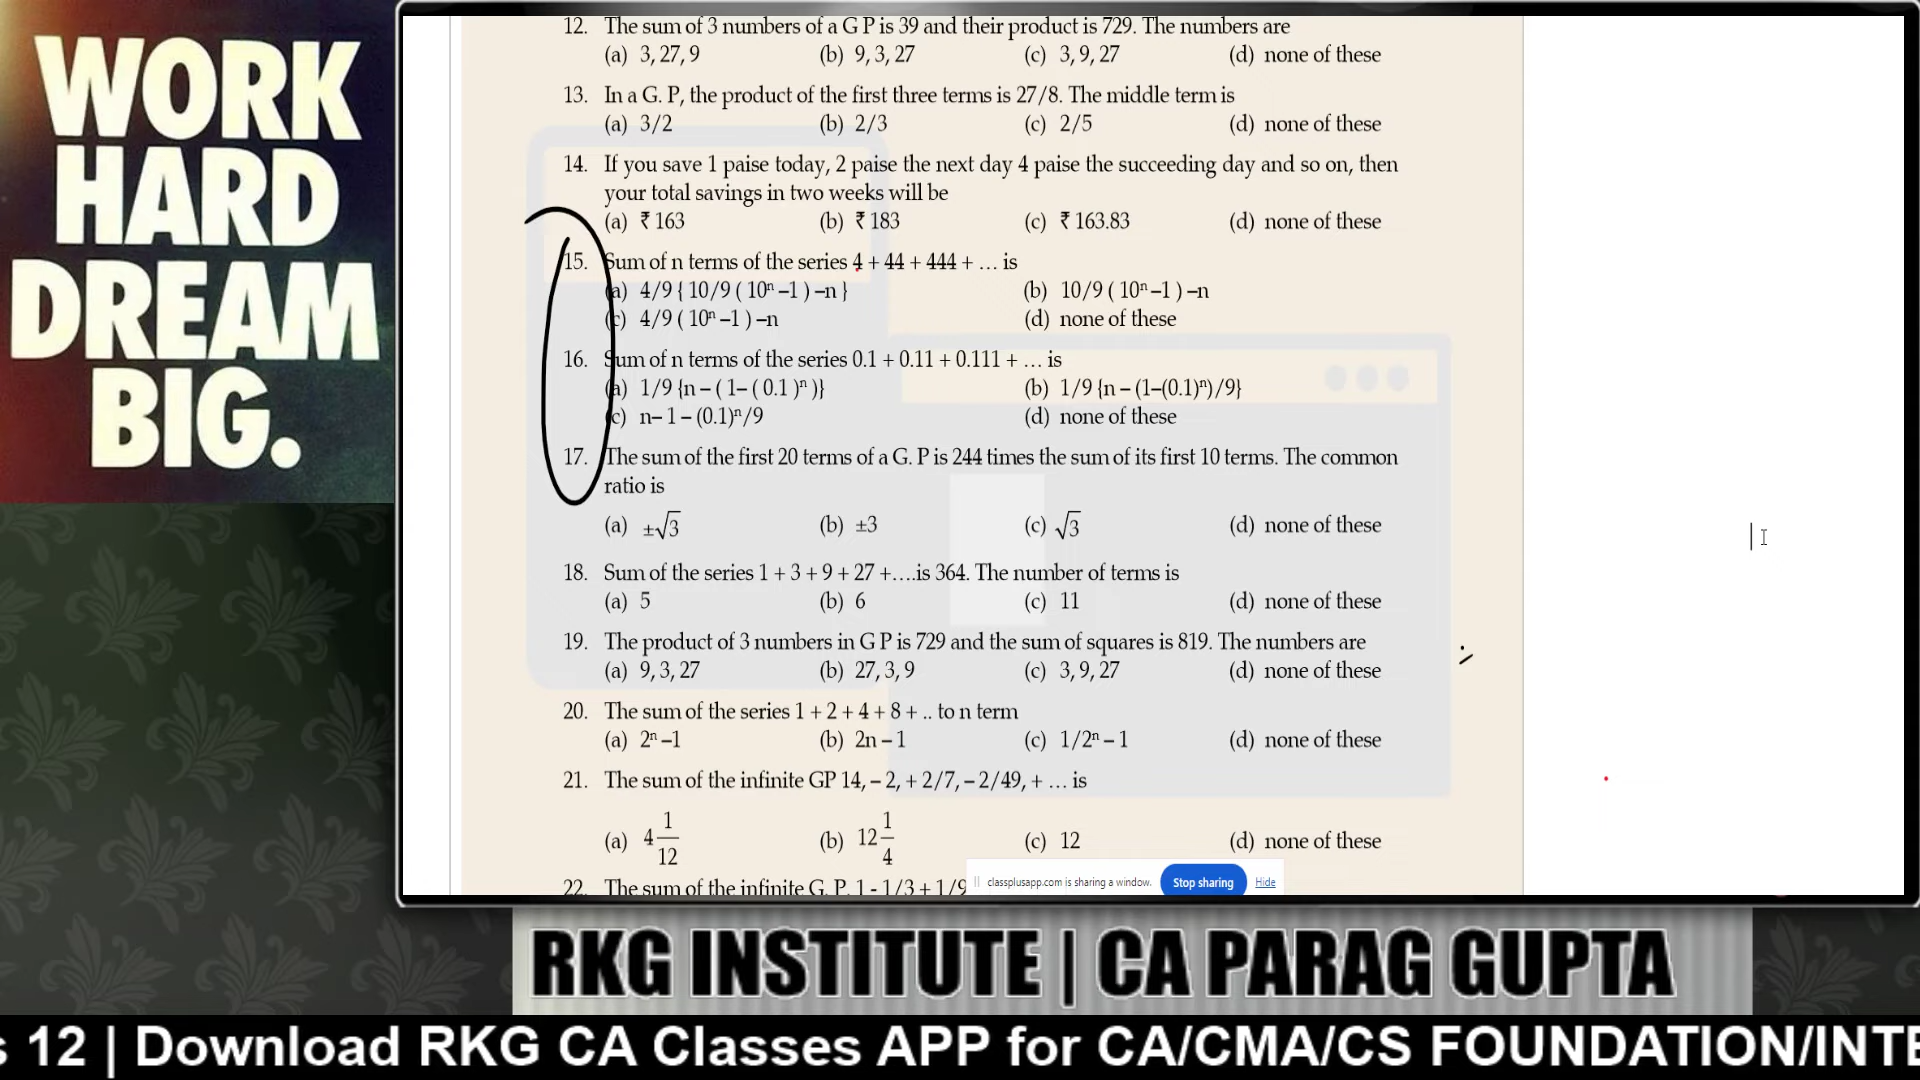 WORK
HARD
DREAM
BIG.
12. The sum of 3 numbers of a G P is 39 and their product is 729. The numbers are
(a) 3, 27, 9 (b) 9, 3, 27 (c) 3, 9, 27 (d) none of these
13. In a G. P, the product of the first three terms is 27/8. The middle term is
(a) 3/2 (b) 2/3 (c) 2/5 (d) none of these
14. If you save 1 paise today, 2 paise the next day 4 paise the succeeding day and so on, then
your total savings in two weeks will be
(a) ₹ 163 (b) ₹ 183 (c) ₹ 163.83 (d) none of these
15. Sum of n terms of the series 4 + 44 + 444 + … is
(a) 4/9 { 10/9 ( 10ⁿ –1 ) –n } (b) 10/9 ( 10ⁿ –1 ) –n
(c) 4/9 ( 10ⁿ –1 ) –n (d) none of these
16. Sum of n terms of the series 0.1 + 0.11 + 0.111 + … is
(a) 1/9 {n – ( 1– ( 0.1 )ⁿ )} (b) 1/9 {n – (1–(0.1)ⁿ)/9}
(c) n– 1 – (0.1)ⁿ/9 (d) none of these
17. The sum of the first 20 terms of a G. P is 244 times the sum of its first 10 terms. The common
ratio is
(a) ±√3 (b) ±3 (c) √3 (d) none of these
18. Sum of the series 1 + 3 + 9 + 27 +….is 364. The number of terms is
(a) 5 (b) 6 (c) 11 (d) none of these
19. The product of 3 numbers in G P is 729 and the sum of squares is 819. The numbers are
(a) 9, 3, 27 (b) 27, 3, 9 (c) 3, 9, 27 (d) none of these
20. The sum of the series 1 + 2 + 4 + 8 + .. to n term
(a) 2ⁿ –1 (b) 2n – 1 (c) 1/2ⁿ – 1 (d) none of these
21. The sum of the infinite GP 14, – 2, + 2/7, – 2/49, + … is
(a) 4 1/12 (b) 12 1/4 (c) 12 (d) none of these
22. The sum of the infinite G. P. 1 - 1/3 + 1/9
classplusapp.com is sharing a window. Stop sharing Hide
RKG INSTITUTE | CA PARAG GUPTA
s 12 | Download RKG CA Classes APP for CA/CMA/CS FOUNDATION/INTE